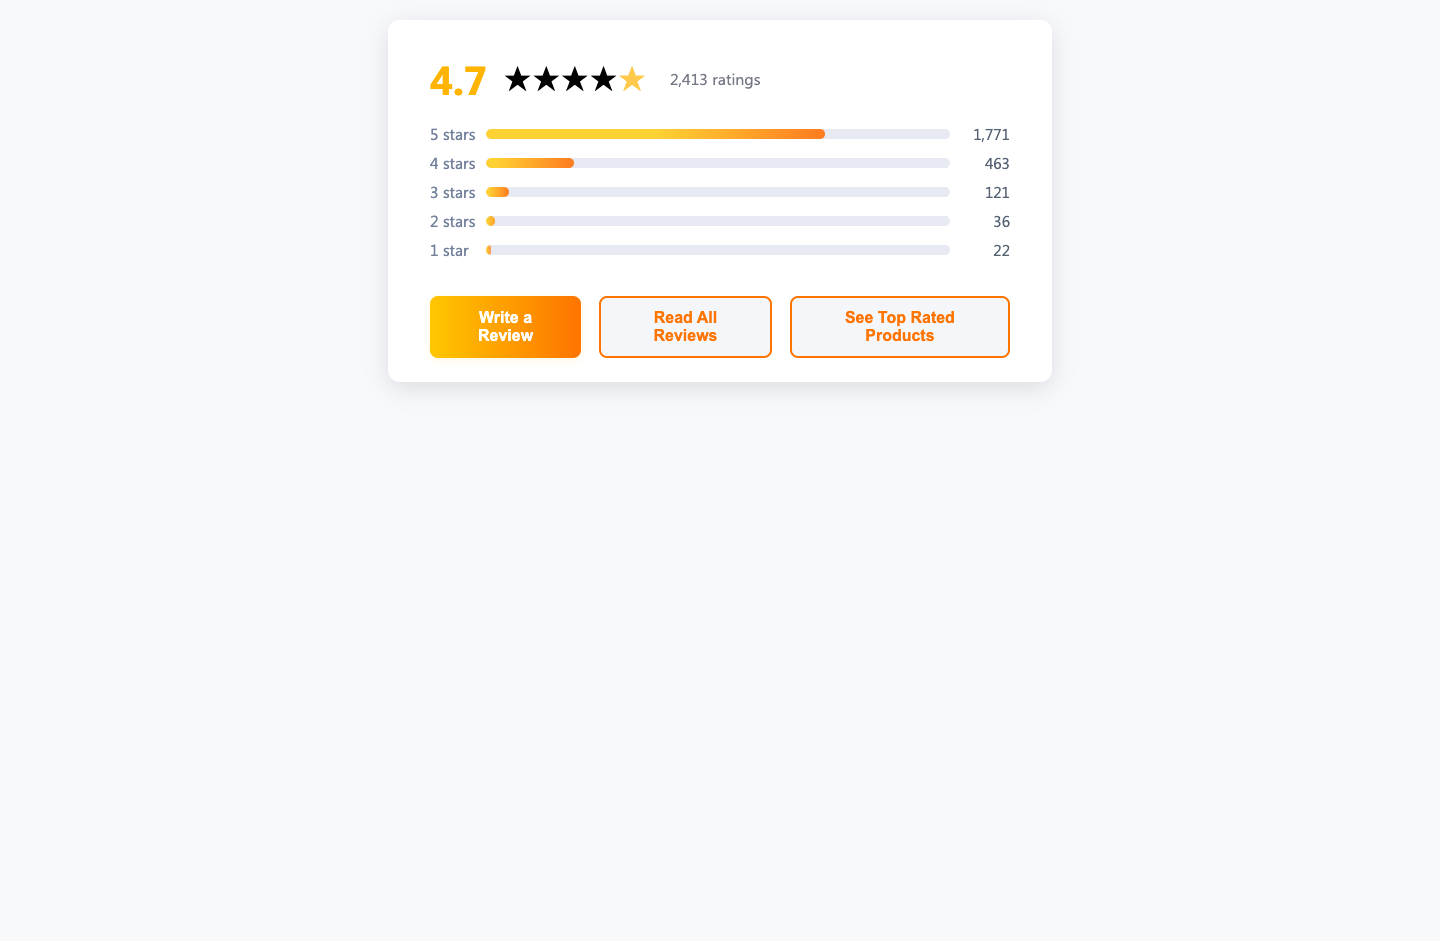 4.7 ★★★★★ 2,413 ratings
5 stars 1,771
4 stars 463
3 stars 121
2 stars 36
1 star 22
Write a
Review
Read All
Reviews
See Top Rated
Products